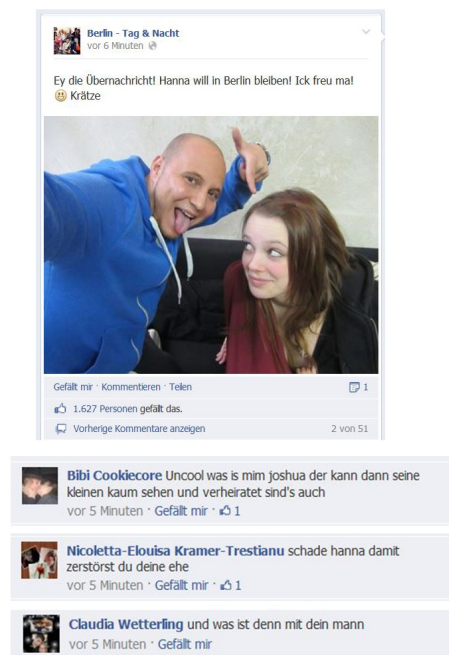 Berlin - Tag & Nacht
vor 6 Minuten
Ey die Übernachricht! Hanna will in Berlin bleiben! Ick freu ma!
Krätze
Gefällt mir · Kommentieren · Teilen
1
1.627 Personen gefällt das.
Vorherige Kommentare anzeigen
2 von 51
Bibi Cookiecore Uncool was is mim joshua der kann dann seine
kleinen kaum sehen und verheiratet sind's auch
vor 5 Minuten · Gefällt mir · 1
Nicoletta-Elouisa Kramer-Trestianu schade hanna damit
zerstörst du deine ehe
vor 5 Minuten · Gefällt mir · 1
Claudia Wetterling und was ist denn mit dein mann
vor 5 Minuten · Gefällt mir